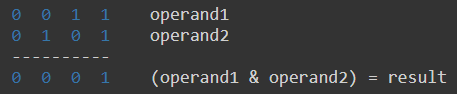 0 0 1 1 operand1
0 1 0 1 operand2
----------
0 0 0 1 (operand1 & operand2) = result